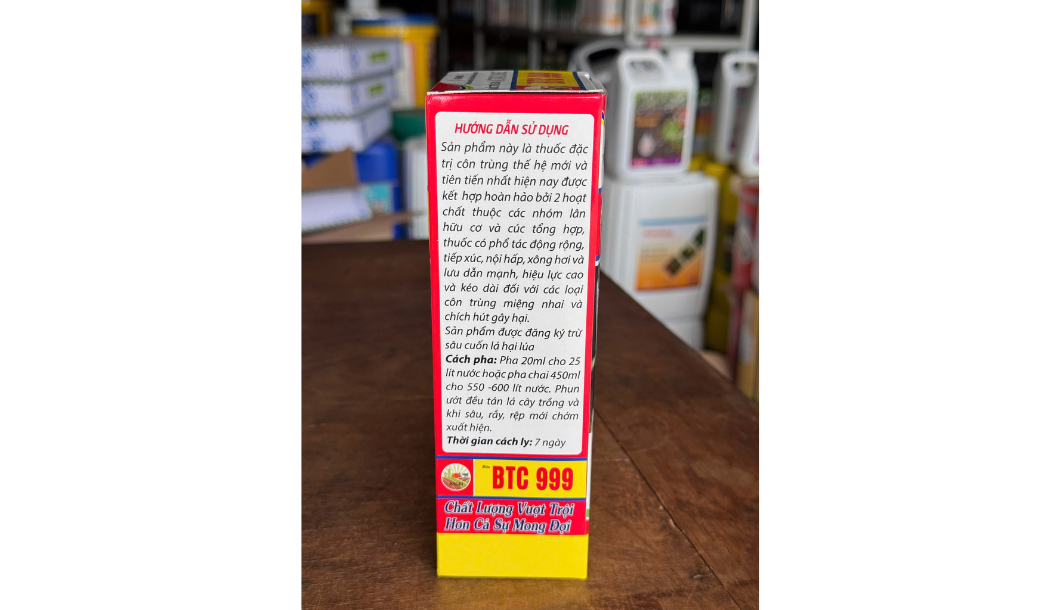 HƯỚNG DẪN SỬ DỤNG
Sản phẩm này là thuốc đặc
trị côn trùng thế hệ mới và
tiên tiến nhất hiện nay được
kết hợp hoàn hảo bởi 2 hoạt
chất thuộc các nhóm lân
hữu cơ và cúc tổng hợp,
thuốc có phổ tác động rộng,
tiếp xúc, nội hấp, xông hơi và
lưu dẫn mạnh, hiệu lực cao
và kéo dài đối với các loại
côn trùng miệng nhai và
chích hút gây hại.
Sản phẩm được đăng ký trừ
sâu cuốn lá hại lúa
Cách pha: Pha 20ml cho 25
lít nước hoặc pha chai 450ml
cho 550 -600 lít nước. Phun
ướt đều tán lá cây trồng và
khi sâu, rầy, rệp mới chớm
xuất hiện.
Thời gian cách ly: 7 ngày
BTC 999
Chất Lượng Vượt Trội
Hơn Cả Sự Mong Đợi